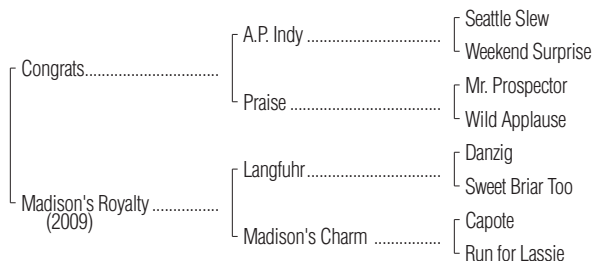 Seattle Slew
A.P. Indy ................................
Weekend Surprise
Congrats................................
Mr. Prospector
Praise ....................................
Wild Applause
Danzig
Langfuhr................................
Sweet Briar Too
Madison's Royalty ................
(2009)
Capote
Madison's Charm ................
Run for Lassie